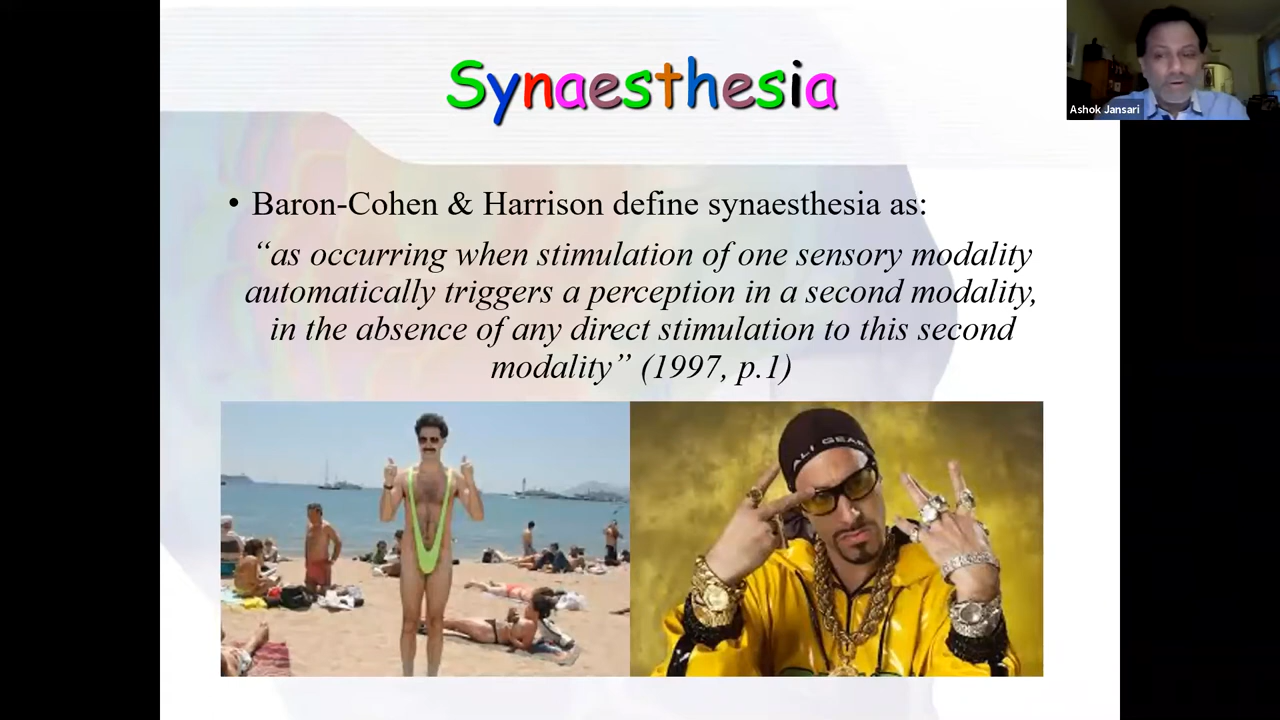 Synaesthesia
Ashok Jansari
• Baron-Cohen & Harrison define synaesthesia as:
“as occurring when stimulation of one sensory modality
automatically triggers a perception in a second modality,
in the absence of any direct stimulation to this second
modality” (1997, p.1)
ALI GEAR